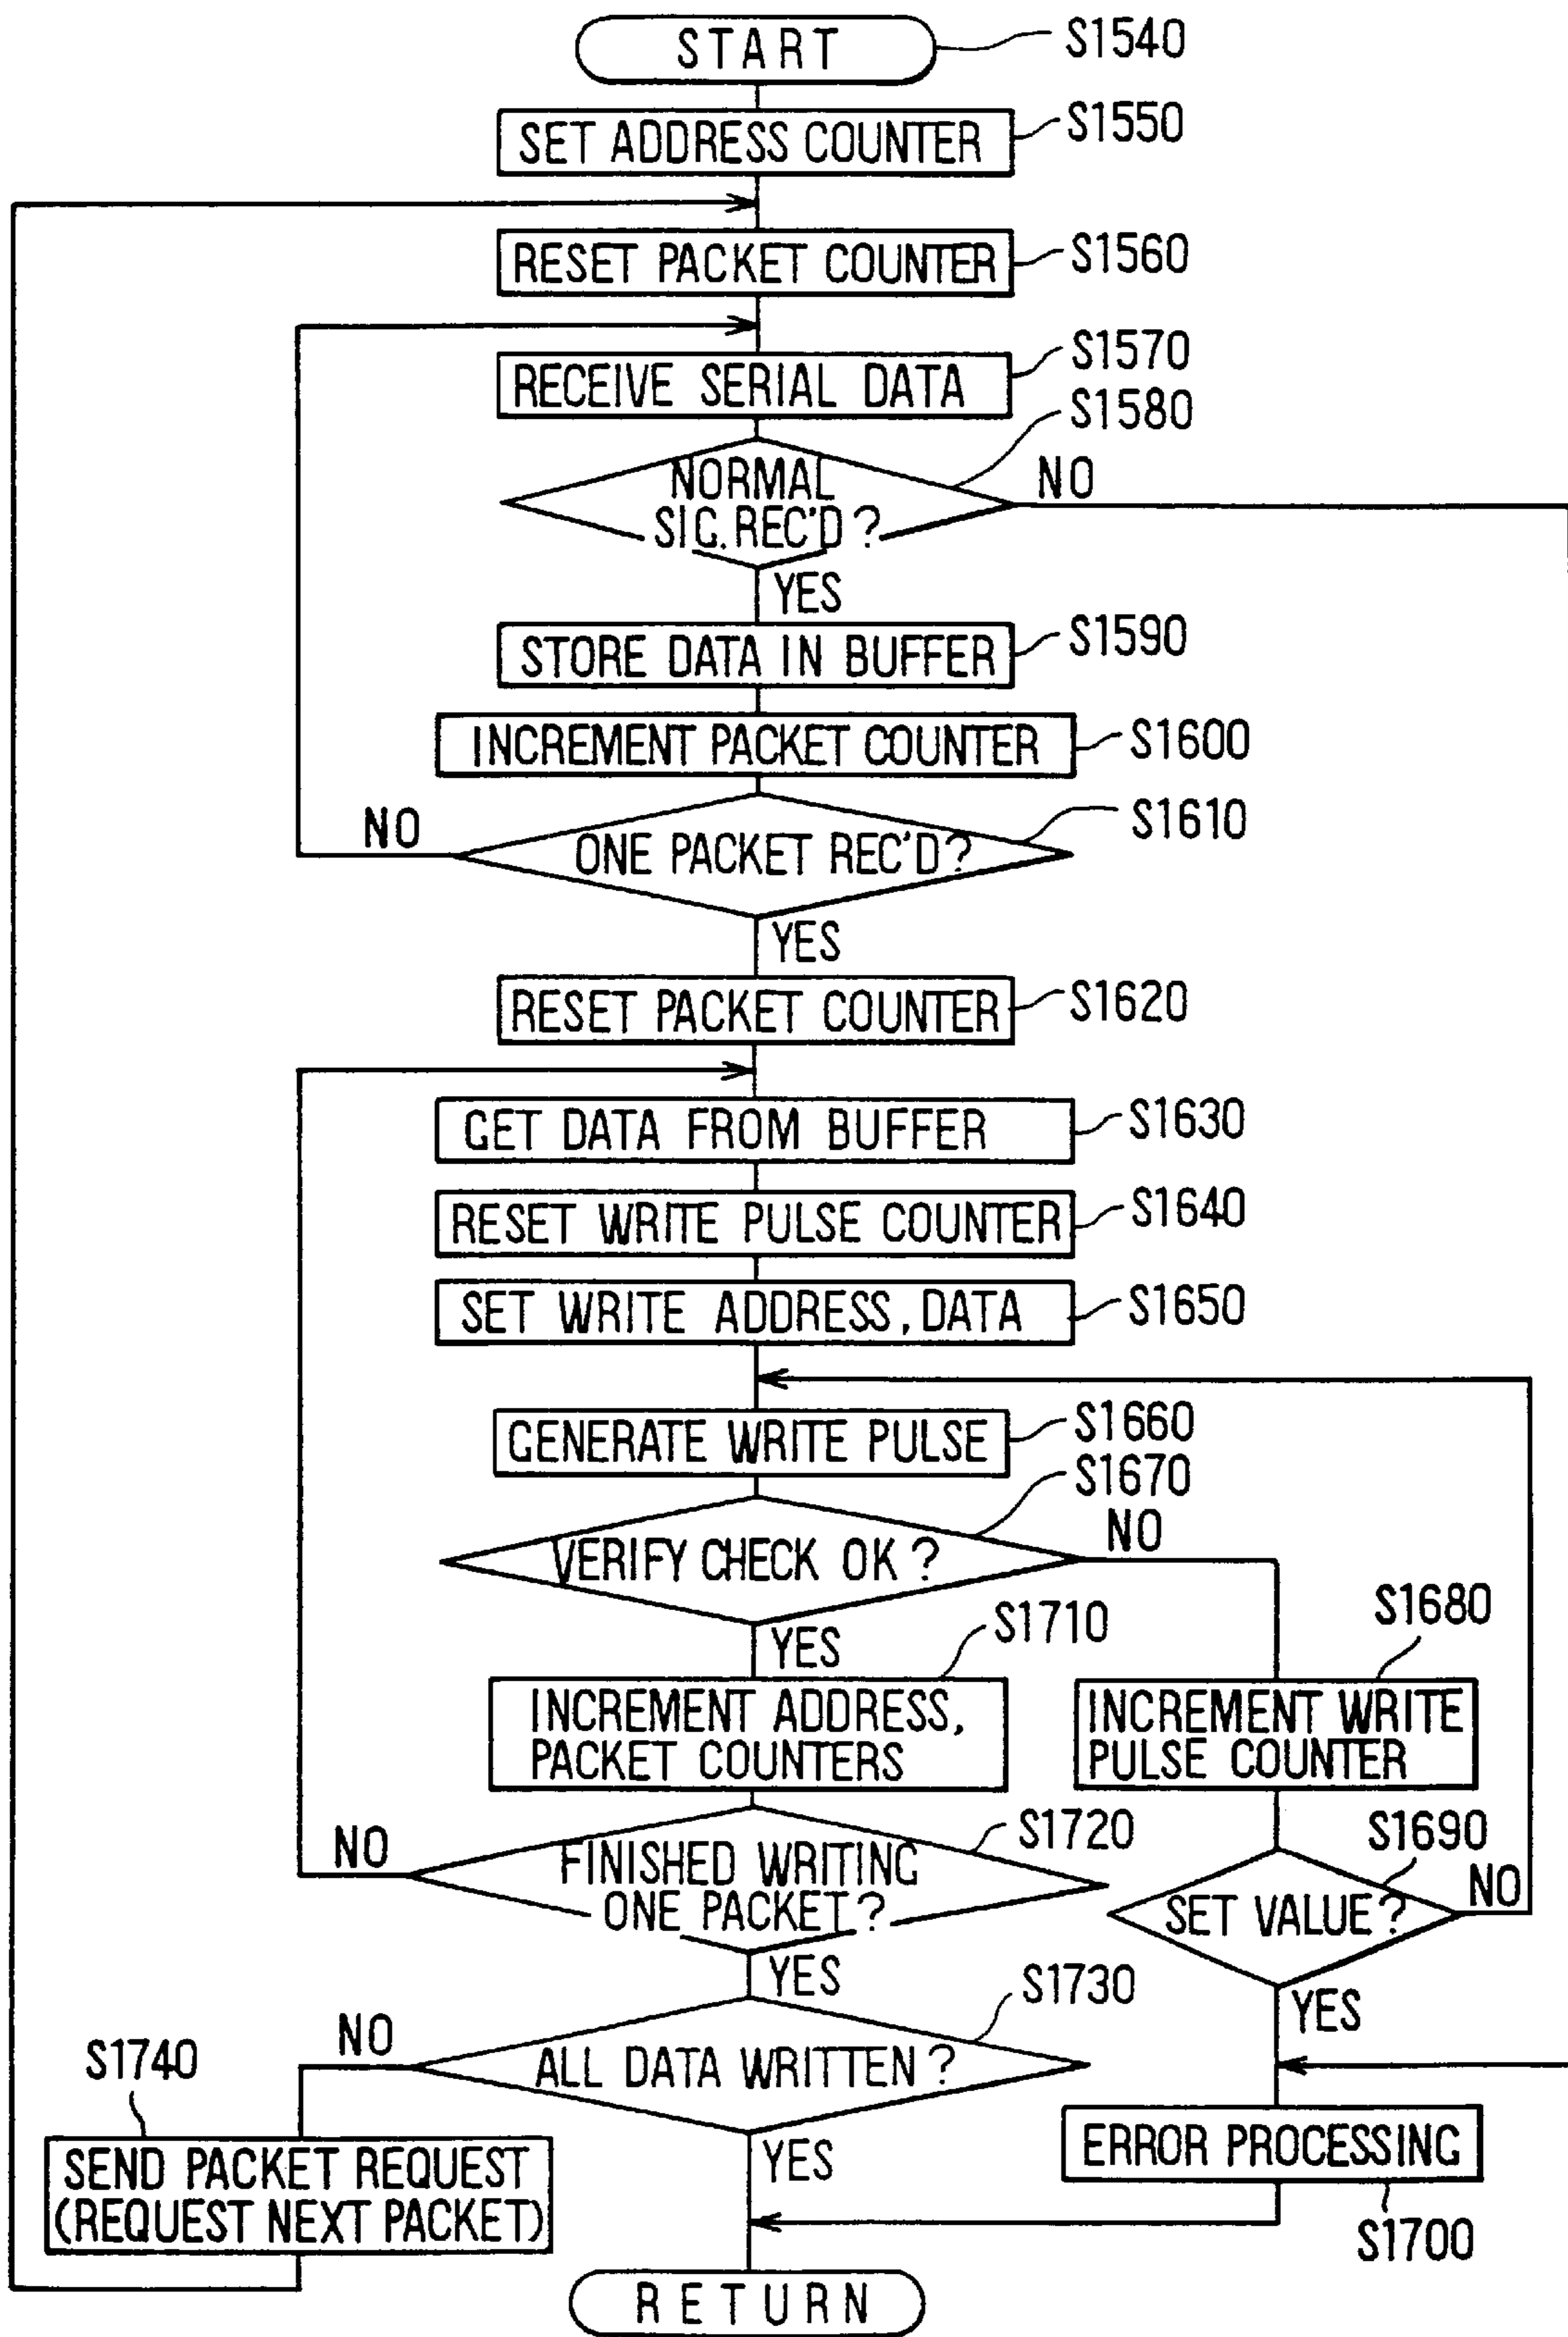 START
S1540
SET ADDRESS COUNTER
S1550
RESET PACKET COUNTER
S1560
RECEIVE SERIAL DATA
S1570
S1580
NORMAL
SIG. REC'D?
NO
YES
STORE DATA IN BUFFER
S1590
INCREMENT PACKET COUNTER
S1600
NO
ONE PACKET REC'D?
S1610
YES
RESET PACKET COUNTER
S1620
GET DATA FROM BUFFER
S1630
RESET WRITE PULSE COUNTER
S1640
SET WRITE ADDRESS, DATA
S1650
GENERATE WRITE PULSE
S1660
S1670
VERIFY CHECK OK?
NO
YES
S1710
S1680
INCREMENT ADDRESS,
PACKET COUNTERS
INCREMENT WRITE
PULSE COUNTER
NO
FINISHED WRITING
ONE PACKET?
S1720
S1690
SET VALUE?
NO
YES
YES
S1730
NO
ALL DATA WRITTEN?
S1740
SEND PACKET REQUEST
(REQUEST NEXT PACKET)
YES
ERROR PROCESSING
S1700
RETURN